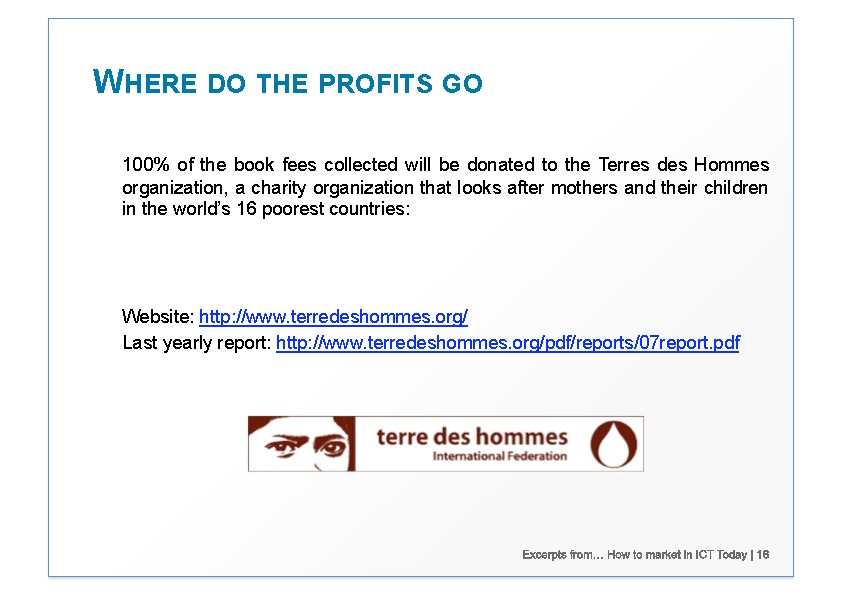 WHERE DO THE PROFITS GO
100% of the book fees collected will be donated to the Terres des Hommes
organization, a charity organization that looks after mothers and their children
in the world’s 16 poorest countries:
Website: http://www.terredeshommes.org/
Last yearly report: http://www.terredeshommes.org/pdf/reports/07report.pdf
terre des hommes
International Federation
Excerpts from… How to market in ICT Today | 16